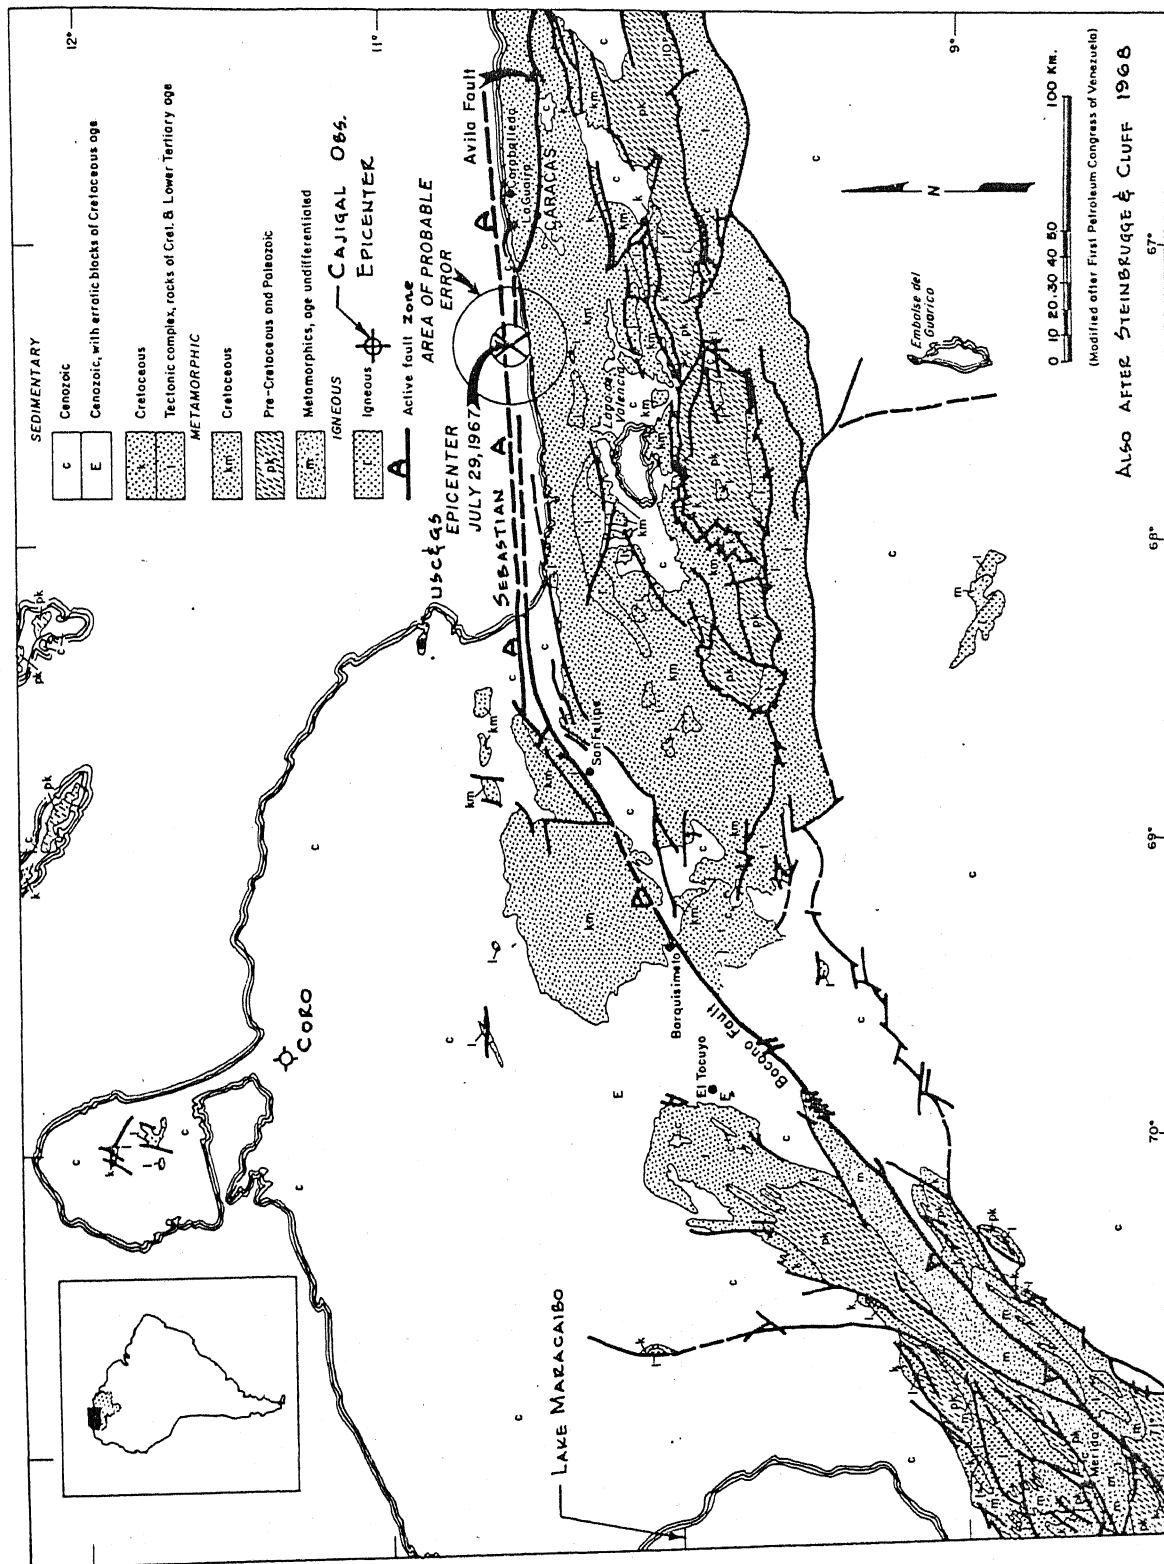 SEDIMENTARY
c Cenozoic
E Cenozoic, with erratic blocks of Cretaceous age
k Cretaceous
l Tectonic complex, rocks of Cret. & Lower Tertiary age
METAMORPHIC
km Cretaceous
pk Pre-Cretaceous and Paleozoic
m Metamorphics, age undifferentiated
IGNEOUS
Igneous
Active fault zone
CAJIGAL OBS.
EPICENTER
AREA OF PROBABLE
ERROR
USC&GS
EPICENTER
JULY 29, 1967
SEBASTIAN
Avila Fault
Caraballeda
La Guaira
CARACAS
Lago de
Valencia
San Felipe
Barquisimeto
El Tocuyo
Bocono Fault
CORO
LAKE MARACAIBO
Merida
Embalse del
Guarico
N
0 10 20 30 40 50 100 Km.
(Modified after First Petroleum Congress of Venezuela)
ALSO AFTER STEINBRUGGE & CLUFF 1968
12°
11°
9°
67°
68°
69°
70°
71°